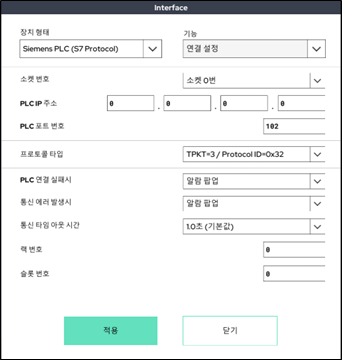 Interface
장치 형태 기능
Siemens PLC (S7 Protocol) 연결 설정
소켓 번호 소켓 0번
PLC IP 주소 0 . 0 . 0 . 0
PLC 포트 번호 102
프로토콜 타입 TPKT=3 / Protocol ID=0x32
PLC 연결 실패시 알람 팝업
통신 에러 발생시 알람 팝업
통신 타임 아웃 시간 1.0초 (기본값)
랙 번호 0
슬롯 번호 0
적용 닫기